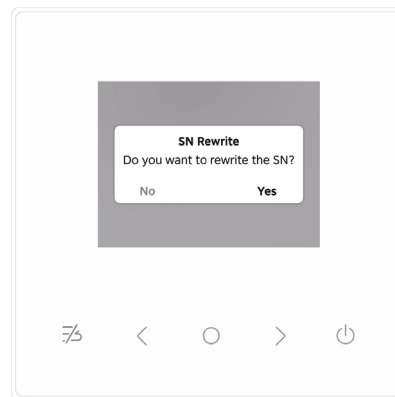 SN Rewrite
Do you want to rewrite the SN?
No
Yes